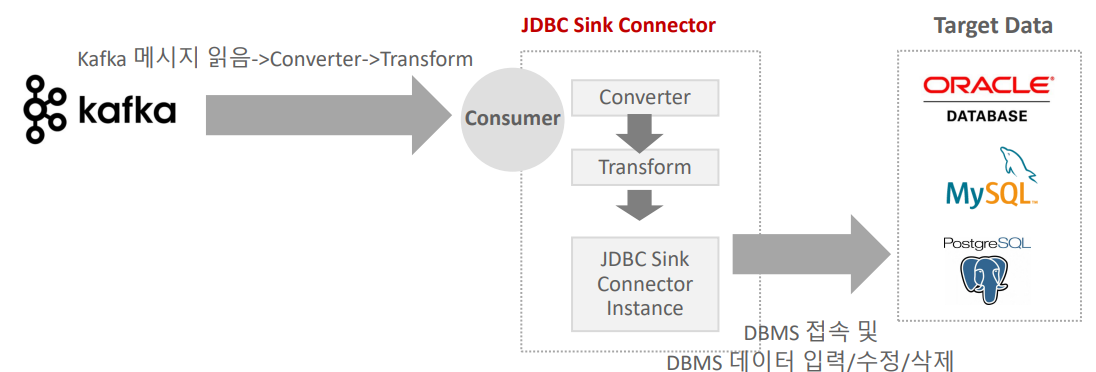 JDBC Sink Connector
Target Data
Kafka 메시지 읽음->Converter->Transform
kafka
Consumer
Converter
Transform
JDBC Sink
Connector
Instance
ORACLE®
DATABASE
MySQL™
PostgreSQL
DBMS 접속 및
DBMS 데이터 입력/수정/삭제